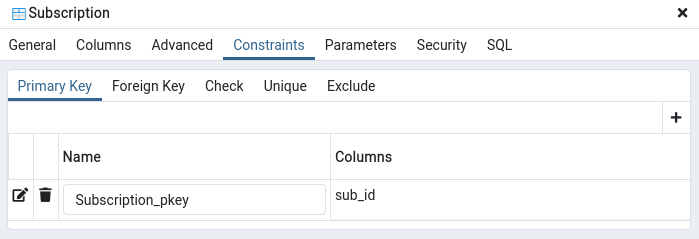 Subscription
General Columns Advanced Constraints Parameters Security SQL
Primary Key Foreign Key Check Unique Exclude
Name Columns
Subscription_pkey sub_id